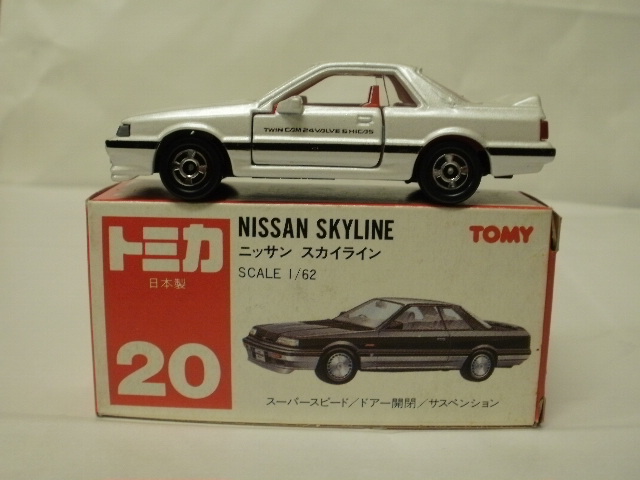 TWIN CAM 24 VALVE & HICAS
トミカ
日本製
20
NISSAN SKYLINE
ニッサン スカイライン
SCALE 1/62
TOMY
スーパースピード/ドアー開閉/サスペンション